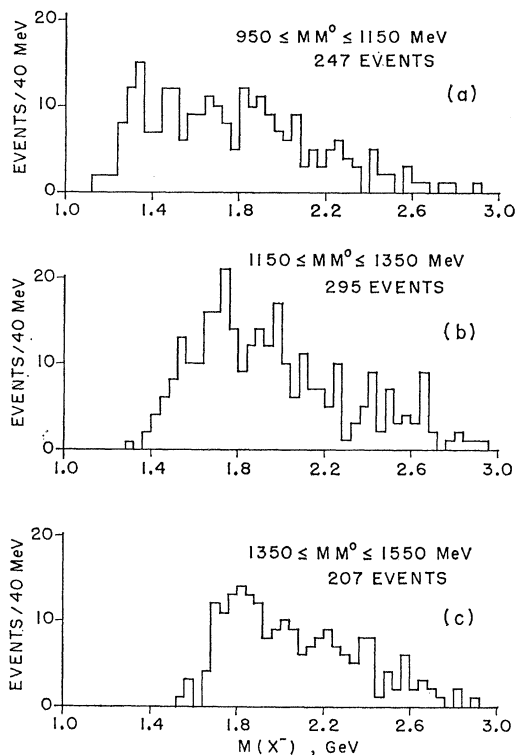 950 ≤ MM⁰ ≤ 1150 MeV
247 EVENTS
(a)
EVENTS/40 MeV
20
10
0
1.0 1.4 1.8 2.2 2.6 3.0
1150 ≤ MM⁰ ≤ 1350 MeV
295 EVENTS
(b)
EVENTS/40 MeV
20
10
0
1.0 1.4 1.8 2.2 2.6 3.0
1350 ≤ MM⁰ ≤ 1550 MeV
207 EVENTS
(c)
EVENTS/40 MeV
20
10
0
1.0 1.4 1.8 2.2 2.6 3.0
M(X⁻) , GeV